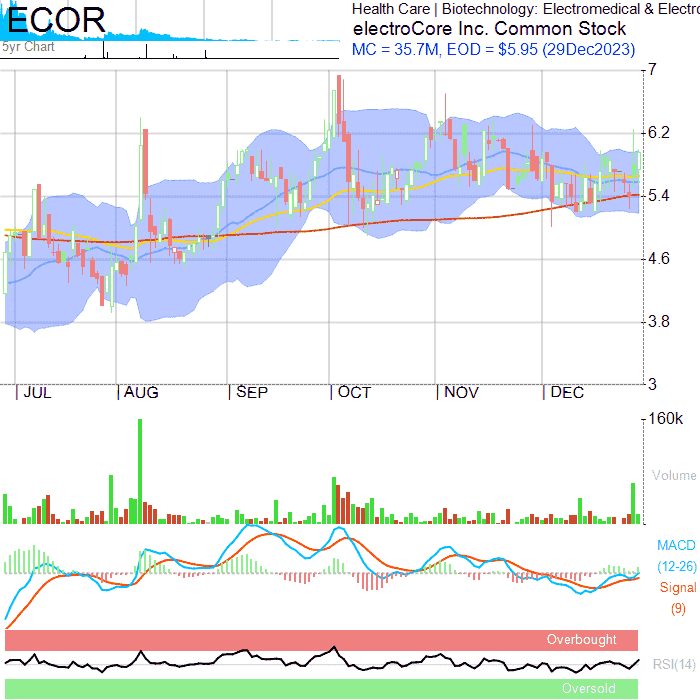 ECOR
5yr Chart
Health Care | Biotechnology: Electromedical & Electro
electroCore Inc. Common Stock
MC = 35.7M, EOD = $5.95 (29Dec2023)
7
6.2
5.4
4.6
3.8
3
JUL AUG SEP OCT NOV DEC
160k
Volume
MACD
(12-26)
Signal
(9)
Overbought
RSI(14)
Oversold